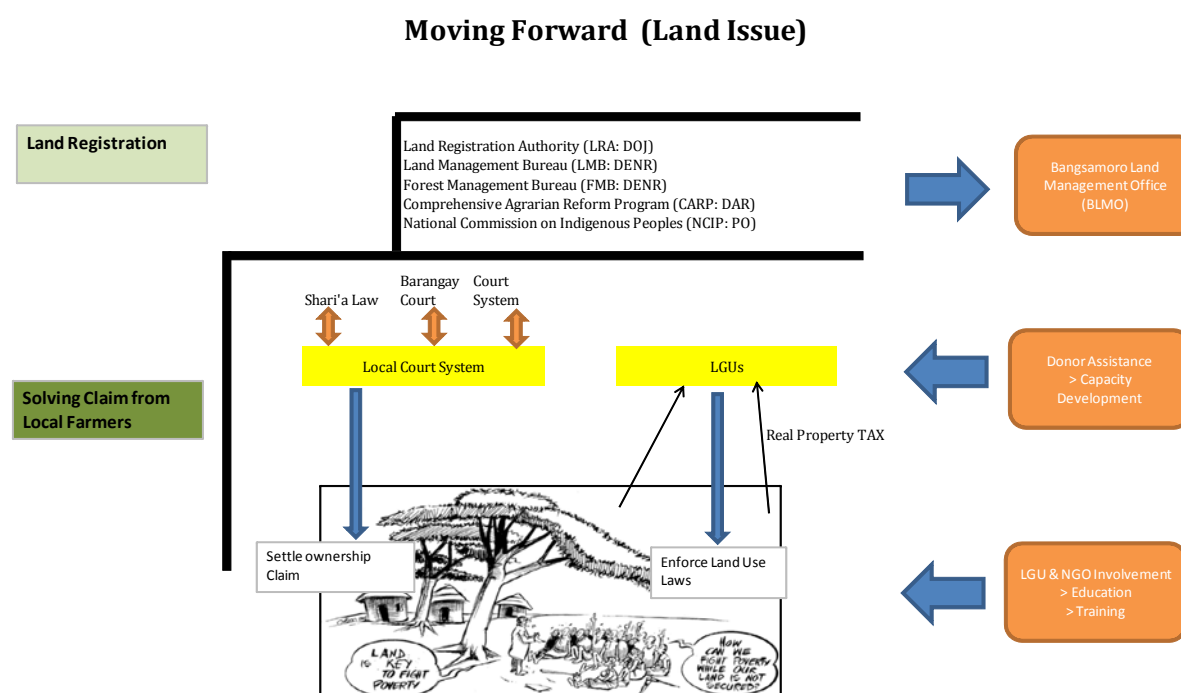 Moving Forward (Land Issue)
Land Registration
Land Registration Authority (LRA: DOJ)
Land Management Bureau (LMB: DENR)
Forest Management Bureau (FMB: DENR)
Comprehensive Agrarian Reform Program (CARP: DAR)
National Commission on Indigenous Peoples (NCIP: PO)
Bangsamoro Land
Management Office
(BLMO)
Shari'a Law
Barangay
Court
Court
System
Local Court System
LGUs
Donor Assistance
> Capacity
Development
Solving Claim from
Local Farmers
Real Property TAX
Settle ownership
Claim
Enforce Land Use
Laws
LGU & NGO Involvement
> Education
> Training
LAND
IS KEY
TO FIGHT
POVERTY
HOW
CAN WE
FIGHT POVERTY
WHILE OUR
LAND IS NOT
SECURED?